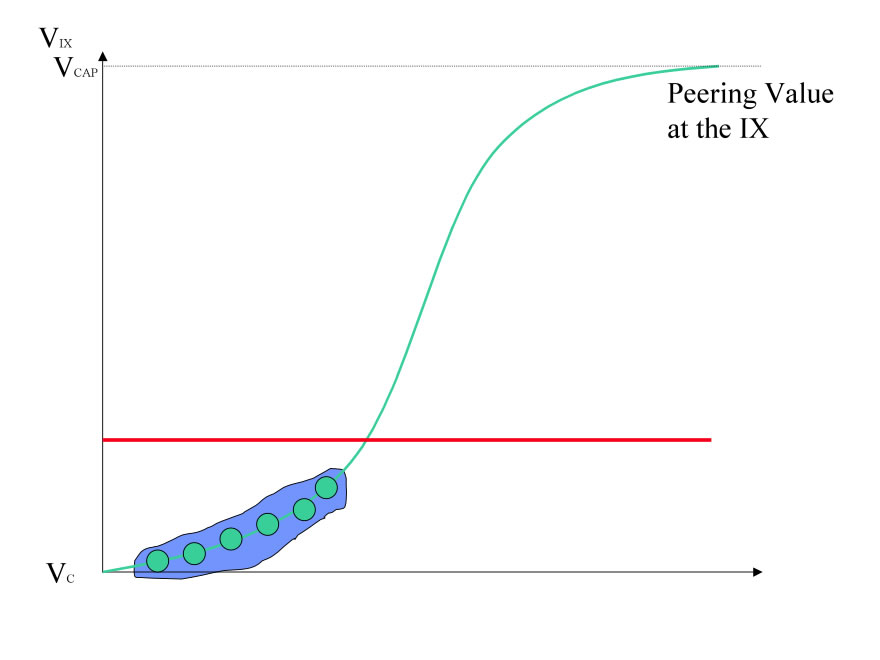 VIX
VCAP
Peering Value
at the IX
VC